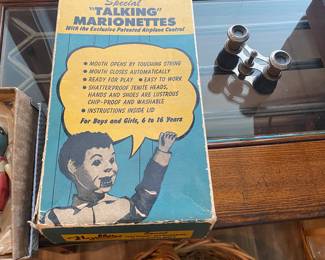 Special
"TALKING"
MARIONETTES
With the Exclusive Patented Airplane Control
• MOUTH OPENS BY TOUCHING STRING
• MOUTH CLOSES AUTOMATICALLY
• READY FOR PLAY • EASY TO WORK
• SHATTERPROOF TENITE HEADS,
HANDS AND SHOES ARE LUSTROUS
CHIP-PROOF AND WASHABLE
• INSTRUCTIONS INSIDE LID
For Boys and Girls, 6 to 16 Years